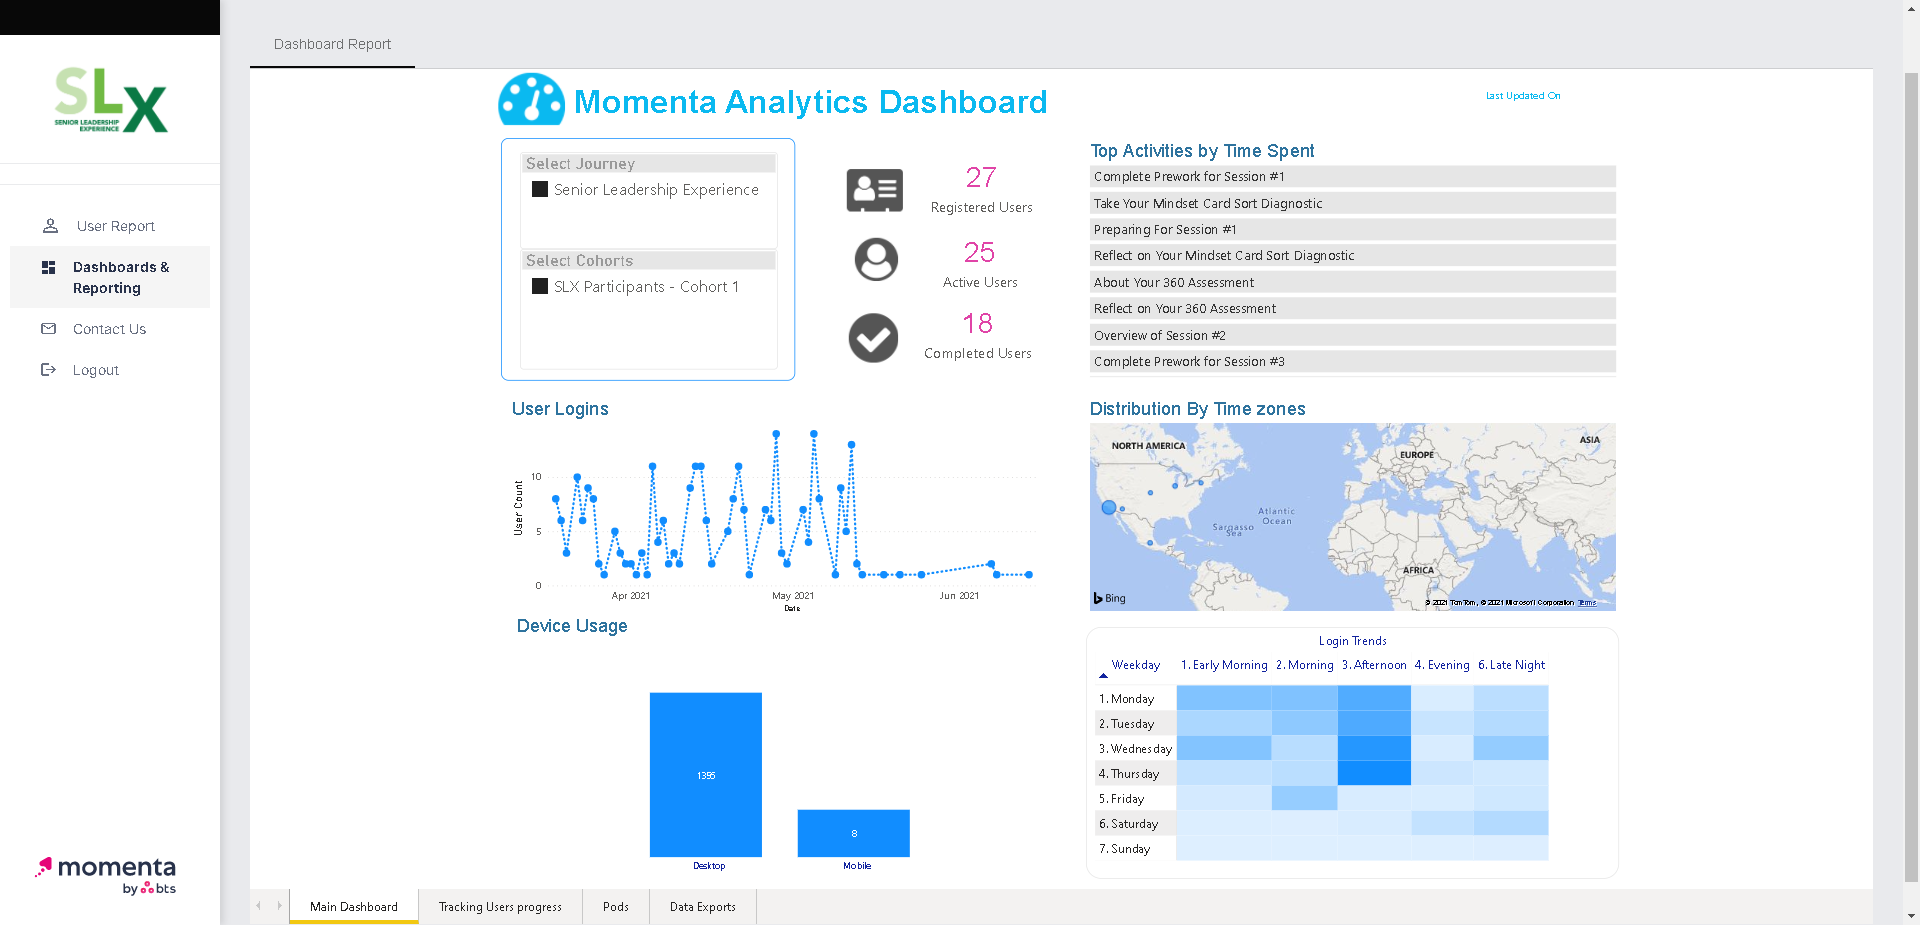 SLX
SENIOR LEADERSHIP
EXPERIENCE
User Report
Dashboards &
Reporting
Contact Us
Logout
momenta
by bts
Dashboard Report
Momenta Analytics Dashboard
Last Updated On
Select Journey
Senior Leadership Experience
Select Cohorts
SLX Participants - Cohort 1
27
Registered Users
25
Active Users
18
Completed Users
Top Activities by Time Spent
Complete Prework for Session #1
Take Your Mindset Card Sort Diagnostic
Preparing For Session #1
Reflect on Your Mindset Card Sort Diagnostic
About Your 360 Assessment
Reflect on Your 360 Assessment
Overview of Session #2
Complete Prework for Session #3
User Logins
User Count
10
5
0
Apr 2021 May 2021 Jun 2021
Date
Distribution By Time zones
NORTH AMERICA
EUROPE
ASIA
Atlantic
Ocean
Sargasso
Sea
AFRICA
Bing
© 2021 TomTom, © 2021 Microsoft Corporation Terms
Device Usage
1395
8
Desktop Mobile
Login Trends
Weekday 1. Early Morning 2. Morning 3. Afternoon 4. Evening 6. Late Night
1. Monday
2. Tuesday
3. Wednesday
4. Thursday
5. Friday
6. Saturday
7. Sunday
Main Dashboard Tracking Users progress Pods Data Exports